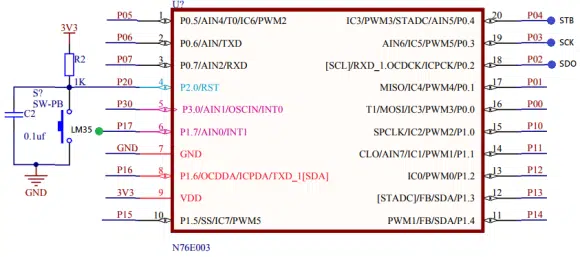 U?
P05 1 P0.5/AIN4/T0/IC6/PWM2 IC3/PWM3/STADC/AIN5/P0.4 20 P04 STB
3V3
P06 2 P0.6/AIN/TXD AIN6/IC5/PWM5/P0.3 19 P03 SCK
R2
P07 3 P0.7/AIN2/RXD [SCL]/RXD_1.OCDCK/ICPCK/P0.2 18 P02 SDO
1K P20 4 P2.0/RST MISO/IC4/PWM4/P0.1 17 P01
S?
SW-PB
P30 5 P3.0/AIN1/OSCIN/INT0 T1/MOSI/IC3/PWM3/P0.0 16 P00
C2
LM35 P17 6 P1.7/AIN0/INT1 SPCLK/IC2/PWM2/P1.0 15 P10
0.1uf
GND 7 GND CLO/AIN7/IC1/PWM1/P1.1 14 P11
P16 8 P1.6/OCDDA/ICPDA/TXD_1[SDA] IC0/PWM0/P1.2 13 P12
GND
3V3 9 VDD [STADC]/FB/SDA/P1.3 12 P13
P15 10 P1.5/SS/IC7/PWM5 PWM1/FB/SDA/P1.4 11 P14
N76E003